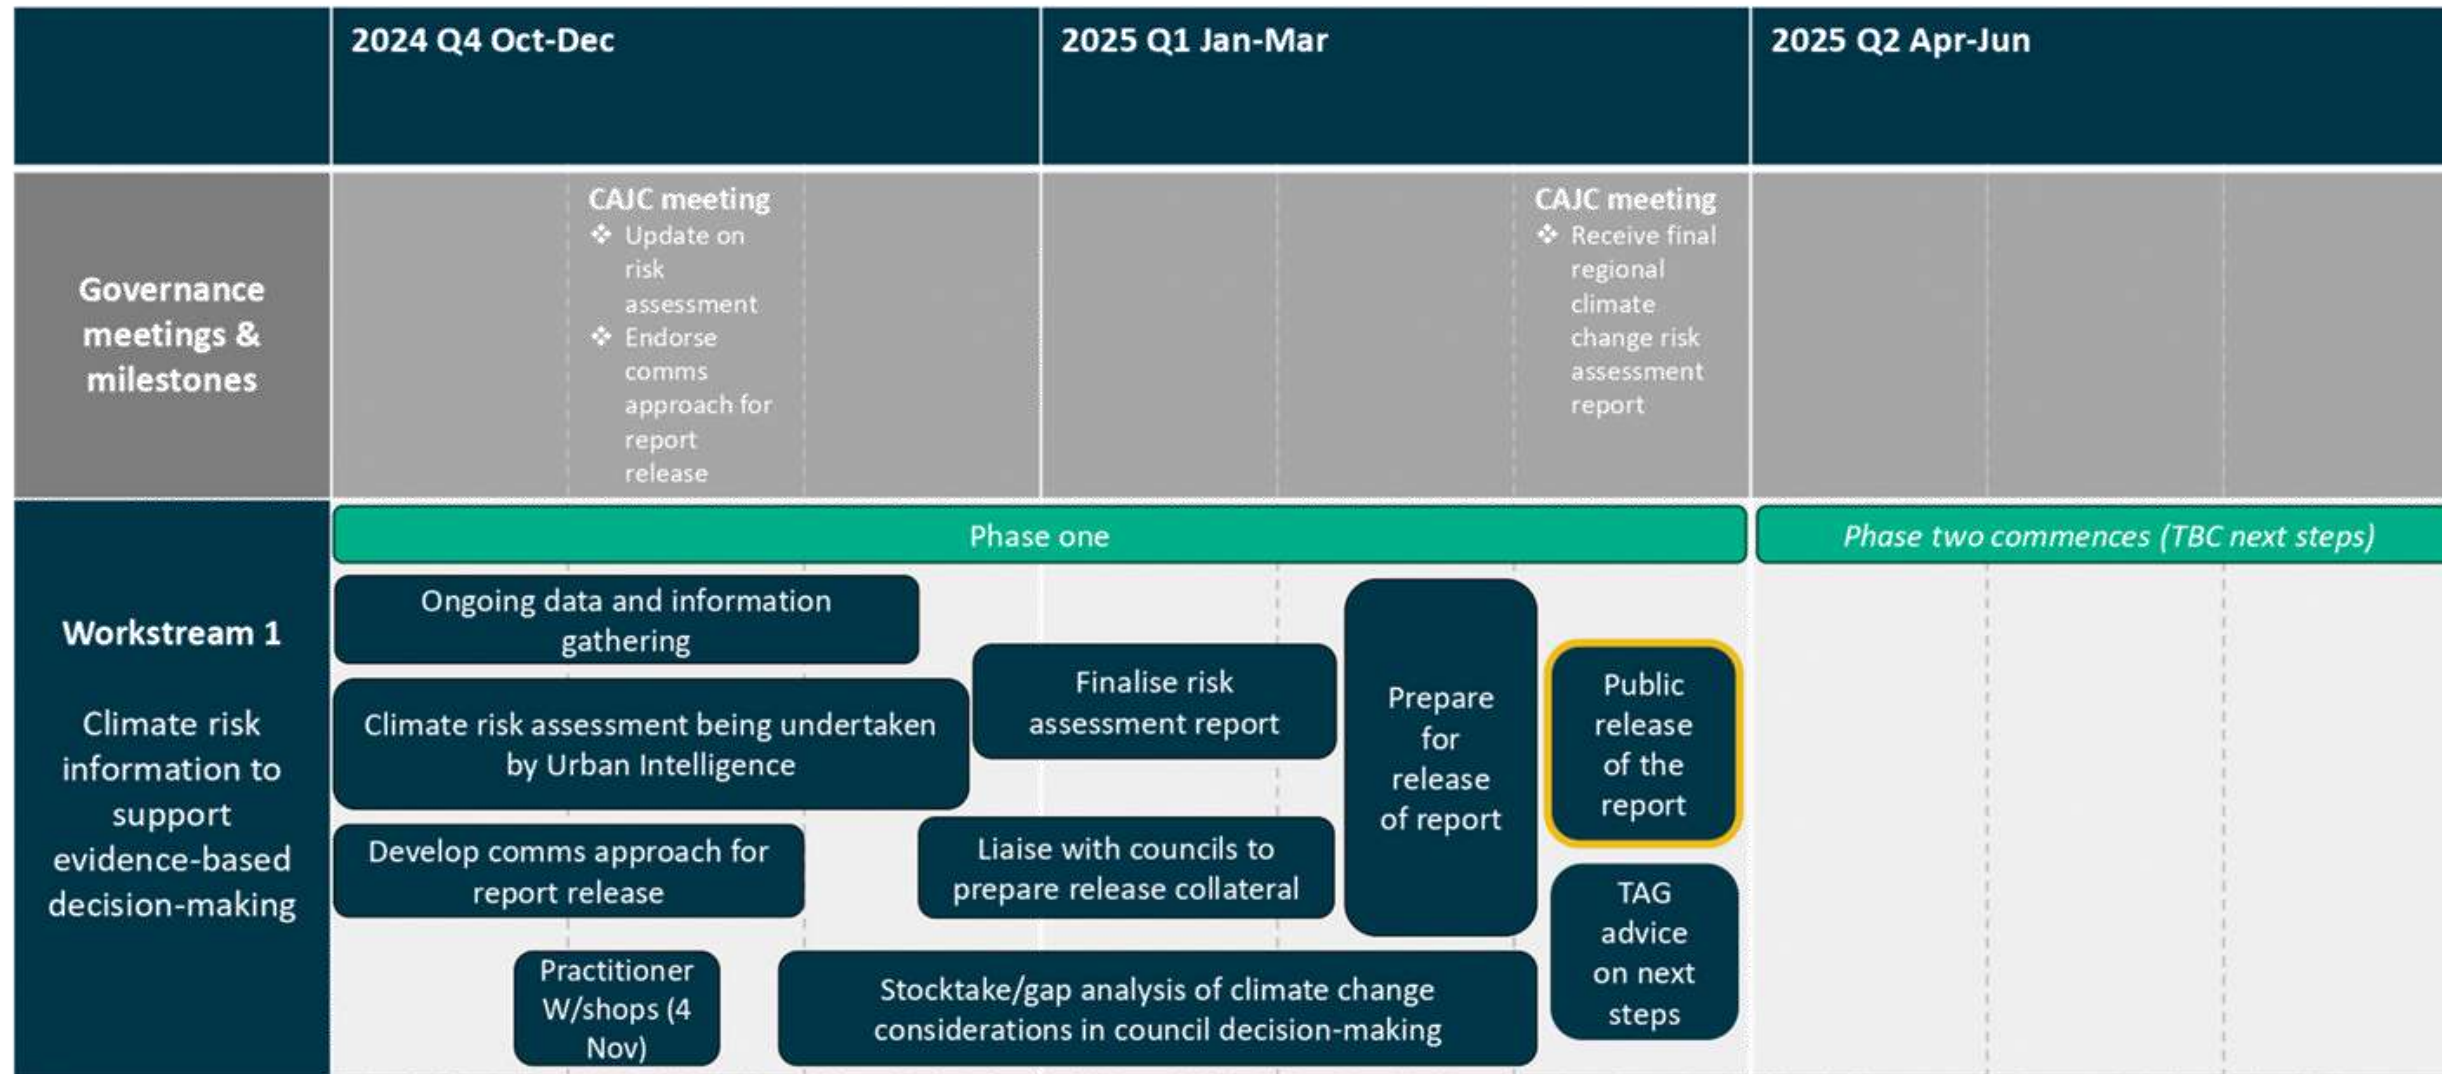 2024 Q4 Oct-Dec
2025 Q1 Jan-Mar
2025 Q2 Apr-Jun
Governance
meetings &
milestones
CAJC meeting
❖ Update on
risk
assessment
❖ Endorse
comms
approach for
report
release
CAJC meeting
❖ Receive final
regional
climate
change risk
assessment
report
Workstream 1
Climate risk
information to
support
evidence-based
decision-making
Phase one
Phase two commences (TBC next steps)
Ongoing data and information
gathering
Climate risk assessment being undertaken
by Urban Intelligence
Develop comms approach for
report release
Practitioner
W/shops (4
Nov)
Finalise risk
assessment report
Liaise with councils to
prepare release collateral
Stocktake/gap analysis of climate change
considerations in council decision-making
Prepare
for
release
of report
Public
release
of the
report
TAG
advice
on next
steps